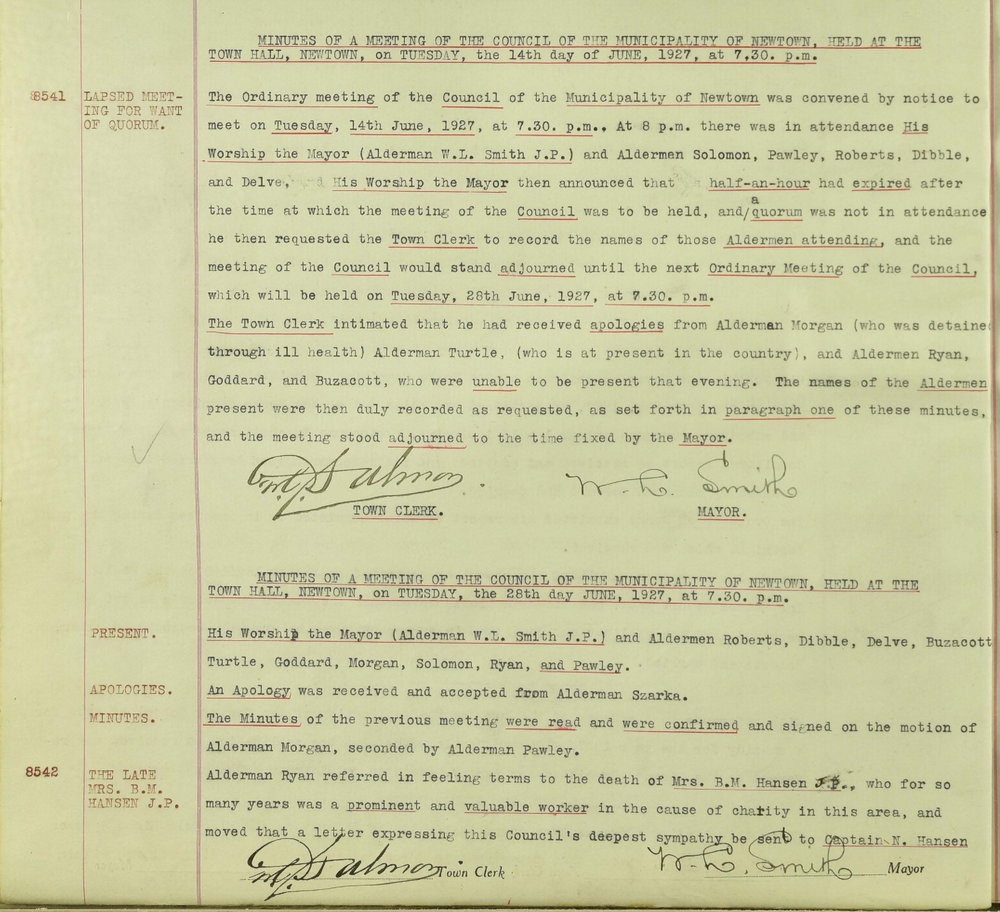 MINUTES OF A MEETING OF THE COUNCIL OF THE MUNICIPALITY OF NEWTOWN, HELD AT THE
TOWN HALL, NEWTOWN, on TUESDAY, the 14th day of JUNE, 1927, at 7.30. p.m.
8541
LAPSED MEET-
ING FOR WANT
OF QUORUM.
The Ordinary meeting of the Council of the Municipality of Newtown was convened by notice to
meet on Tuesday, 14th June, 1927, at 7.30. p.m., At 8 p.m. there was in attendance His
Worship the Mayor (Alderman W.L. Smith J.P.) and Aldermen Solomon, Pawley, Roberts, Dibble,
and Delve, His Worship the Mayor then announced that half-an-hour had expired after
the time at which the meeting of the Council was to be held, and/a quorum was not in attendance
he then requested the Town Clerk to record the names of those Aldermen attending, and the
meeting of the Council would stand adjourned until the next Ordinary Meeting of the Council,
which will be held on Tuesday, 28th June, 1927, at 7.30. p.m.
The Town Clerk intimated that he had received apologies from Alderman Morgan (who was detained
through ill health) Alderman Turtle, (who is at present in the country), and Aldermen Ryan,
Goddard, and Buzacott, who were unable to be present that evening. The names of the Aldermen
present were then duly recorded as requested, as set forth in paragraph one of these minutes,
and the meeting stood adjourned to the time fixed by the Mayor.
W. L. Smith
TOWN CLERK.
MAYOR.
MINUTES OF A MEETING OF THE COUNCIL OF THE MUNICIPALITY OF NEWTOWN, HELD AT THE
TOWN HALL, NEWTOWN, on TUESDAY, the 28th day JUNE, 1927, at 7.30. p.m.
PRESENT.
His Worship the Mayor (Alderman W.L. Smith J.P.) and Aldermen Roberts, Dibble, Delve, Buzacott
Turtle, Goddard, Morgan, Solomon, Ryan, and Pawley.
APOLOGIES.
An Apology was received and accepted from Alderman Szarka.
MINUTES.
The Minutes of the previous meeting were read and were confirmed and signed on the motion of
Alderman Morgan, seconded by Alderman Pawley.
8542
THE LATE
MRS. B.M.
HANSEN J.P.
Alderman Ryan referred in feeling terms to the death of Mrs. B.M. Hansen J.P., who for so
many years was a prominent and valuable worker in the cause of charity in this area, and
moved that a letter expressing this Council's deepest sympathy be sent to Captain N. Hansen
Town Clerk
W. L. Smith
Mayor